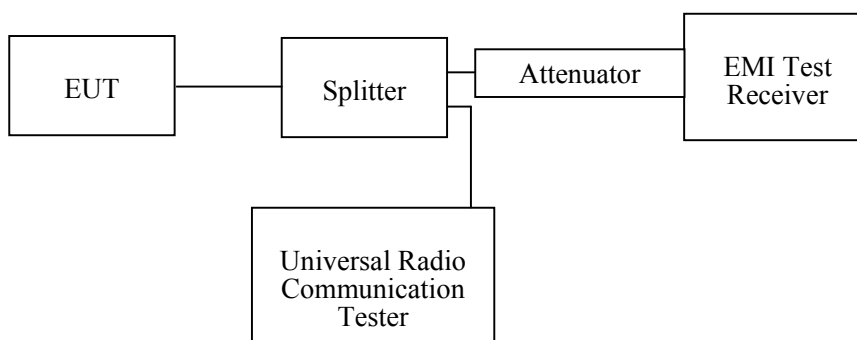 EUT
Splitter
Attenuator
EMI Test
Receiver
Universal Radio
Communication
Tester